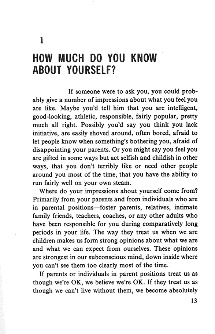 1
HOW MUCH DO YOU KNOW
ABOUT YOURSELF?
If someone were to ask you, you could prob-
ably give a number of impressions about what you feel you
are like. Maybe you'd tell him that you are intelligent,
good-looking, athletic, responsible, fairly popular, pretty
much all right. Possibly you'd say you think you lack
initiative, are easily shoved around, often bored, afraid to
let people know when something's bothering you, afraid of
disappointing your parents. Or you might say you feel you
are gifted in some ways but act selfish and childish in other
ways, that you don't terribly like or need other people
around you most of the time, that you have the ability to
run fairly well on your own steam.
Where do your impressions about yourself come from?
Primarily from your parents and from individuals who are
in parental positions—foster parents, relatives, intimate
family friends, teachers, coaches, or any other adults who
have been responsible for you during comparatively long
periods in your life. The way they treat us when we are
children makes us form strong opinions about what we are
and what we can expect from ourselves. These opinions
are strongest in our subconscious mind, down inside where
you can't see them too clearly most of the time.
If parents or individuals in parent positions treat us as
though we're OK, we believe we're OK. If they treat us as
though we can't live without them, we become absolutely
13